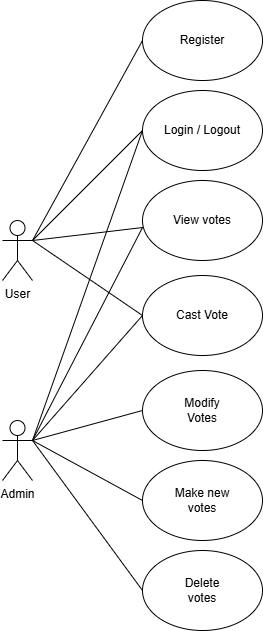 Register
Login / Logout
View votes
User
Cast Vote
Modify
Votes
Admin
Make new
votes
Delete
votes